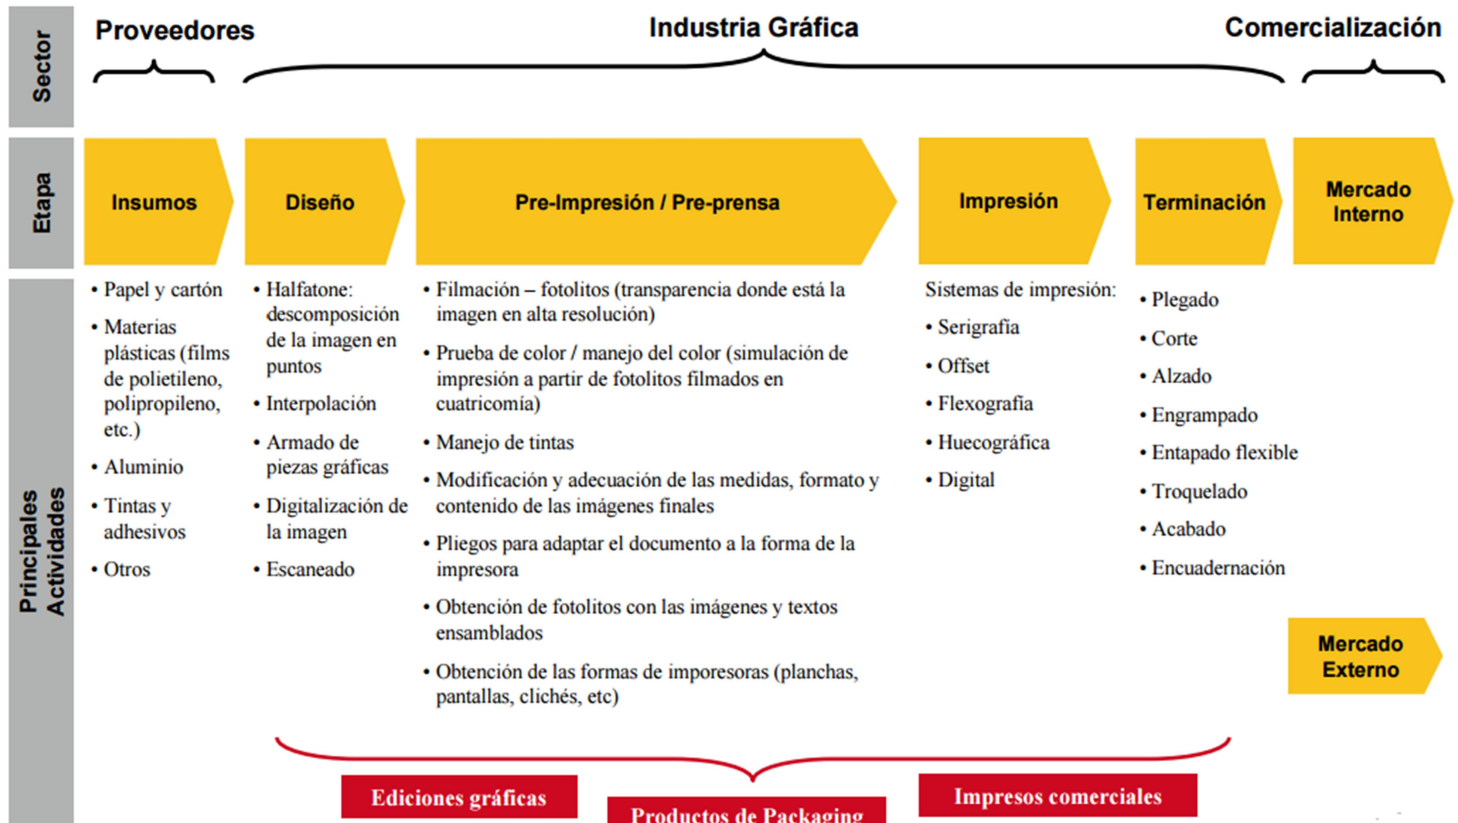 Sector
Proveedores
Industria Gráfica
Comercialización
Etapa
Insumos
Diseño
Pre-Impresión / Pre-prensa
Impresión
Terminación
Mercado
Interno
Principales
Actividades
• Papel y cartón
• Materias
plásticas (films
de polietileno,
polipropileno,
etc.)
• Aluminio
• Tintas y
adhesivos
• Otros
• Halfatone:
descomposición
de la imagen en
puntos
• Interpolación
• Armado de
piezas gráficas
• Digitalización de
la imagen
• Escaneado
• Filmación – fotolitos (transparencia donde está la
imagen en alta resolución)
• Prueba de color / manejo del color (simulación de
impresión a partir de fotolitos filmados en
cuatricomía)
• Manejo de tintas
• Modificación y adecuación de las medidas, formato y
contenido de las imágenes finales
• Pliegos para adaptar el documento a la forma de la
impresora
• Obtención de fotolitos con las imágenes y textos
ensamblados
• Obtención de las formas de imporesoras (planchas,
pantallas, clichés, etc)
Sistemas de impresión:
• Serigrafía
• Offset
• Flexografía
• Huecográfica
• Digital
• Plegado
• Corte
• Alzado
• Engrampado
• Entapado flexible
• Troquelado
• Acabado
• Encuadernación
Mercado
Externo
Ediciones gráficas
Productos de Packaging
Impresos comerciales